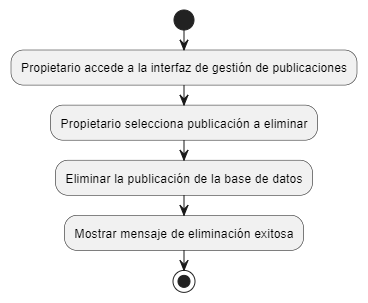 Propietario accede a la interfaz de gestión de publicaciones
Propietario selecciona publicación a eliminar
Eliminar la publicación de la base de datos
Mostrar mensaje de eliminación exitosa